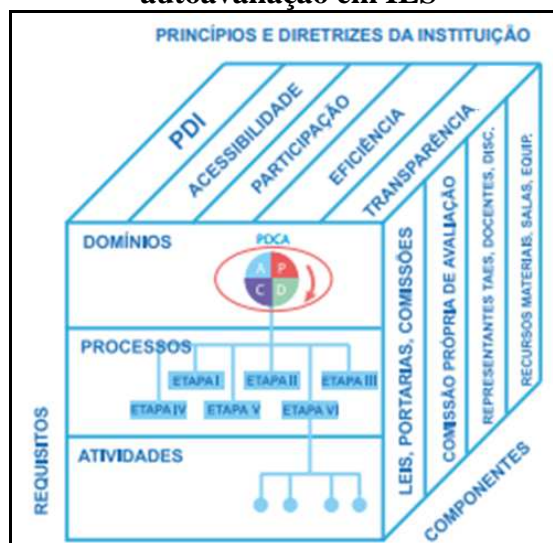 autoavaliação em IES
PRINCÍPIOS E DIRETRIZES DA INSTITUIÇÃO
PDI
ACESSIBILIDADE
PARTICIPAÇÃO
EFICIÊNCIA
TRANSPARÊNCIA
DOMÍNIOS
PDCA
A P
C D
PROCESSOS
ETAPA I
ETAPA II
ETAPA III
ETAPA IV
ETAPA V
ETAPA VI
ATIVIDADES
REQUISITOS
LEIS, PORTARIAS, COMISSÕES
COMISSÃO PRÓPRIA DE AVALIAÇÃO
REPRESENTANTES TAES, DOCENTES, DISC.
RECURSOS MATERIAIS, SALAS, EQUIP.
COMPONENTES